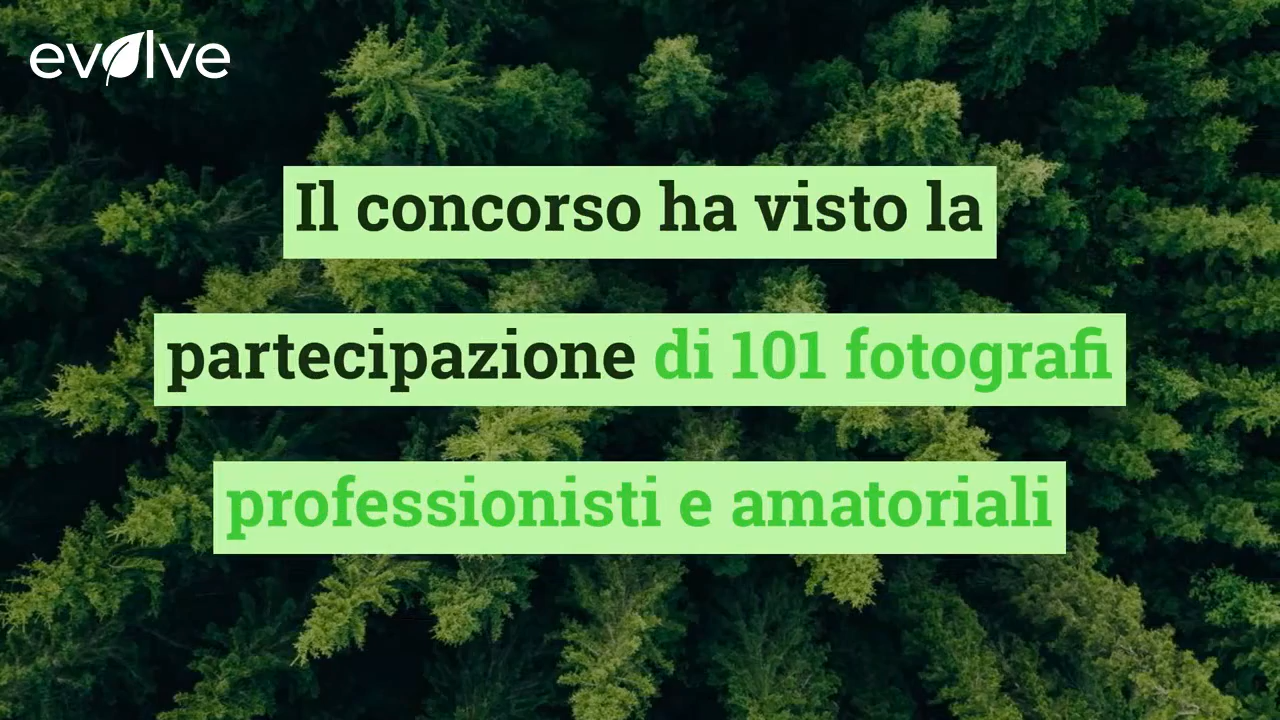 evolve
Il concorso ha visto la
partecipazione di 101 fotografi
professionisti e amatoriali